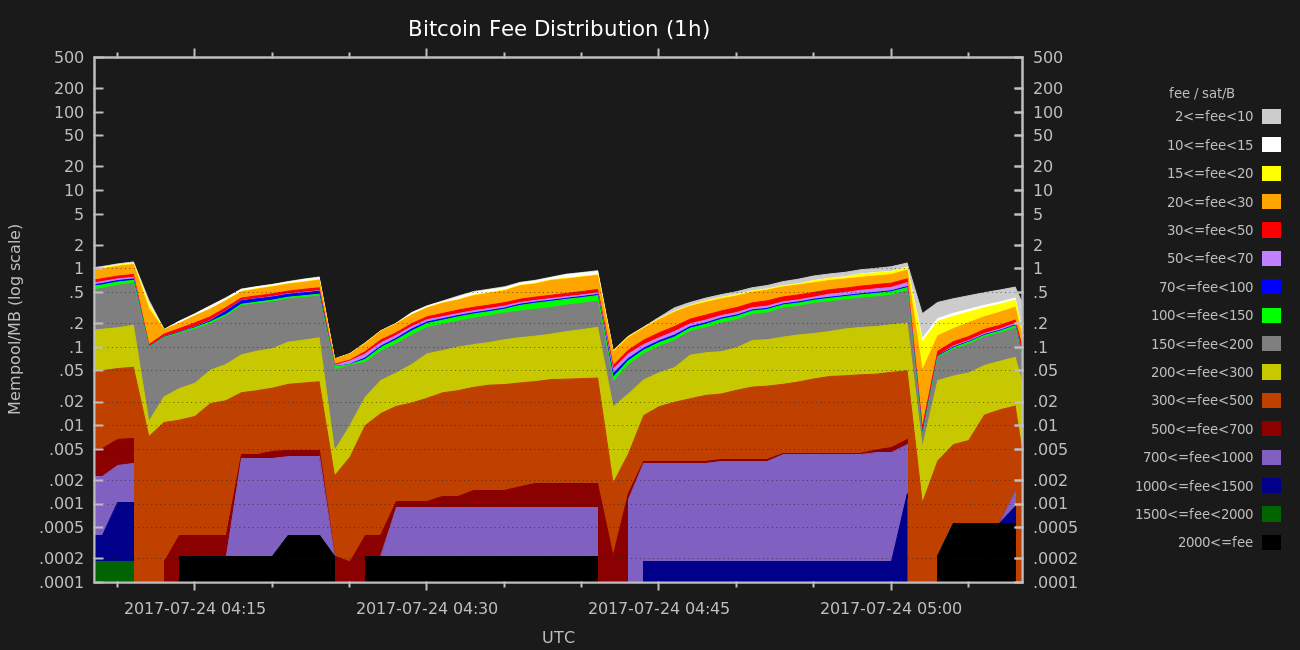 Bitcoin Fee Distribution (1h)
Mempool/MB (log scale)
500
200
100
50
20
10
5
2
1
.5
.2
.1
.05
.02
.01
.005
.002
.001
.0005
.0002
.0001
500
200
100
50
20
10
5
2
1
.5
.2
.1
.05
.02
.01
.005
.002
.001
.0005
.0002
.0001
2017-07-24 04:15 2017-07-24 04:30 2017-07-24 04:45 2017-07-24 05:00
UTC
fee / sat/B
2<=fee<10
10<=fee<15
15<=fee<20
20<=fee<30
30<=fee<50
50<=fee<70
70<=fee<100
100<=fee<150
150<=fee<200
200<=fee<300
300<=fee<500
500<=fee<700
700<=fee<1000
1000<=fee<1500
1500<=fee<2000
2000<=fee